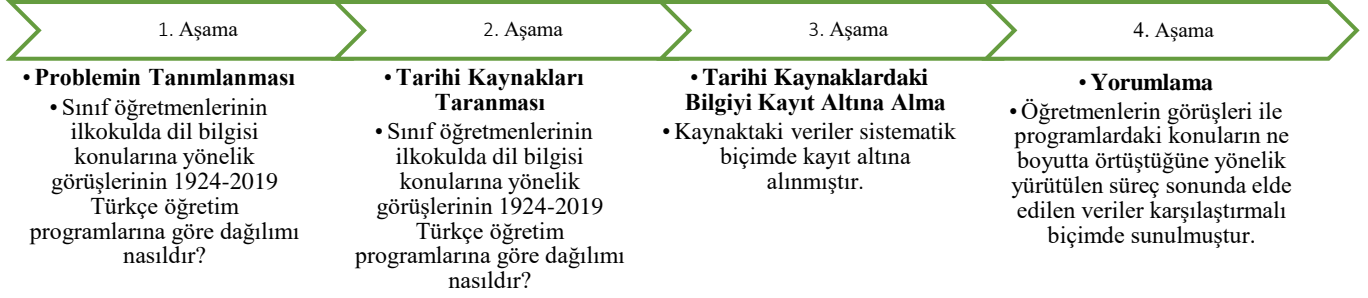 1. Aşama
• Problemin Tanımlanması
• Sınıf öğretmenlerinin
ilkokulda dil bilgisi
konularına yönelik
görüşlerinin 1924-2019
Türkçe öğretim
programlarına göre dağılımı
nasıldır?
2. Aşama
• Tarihi Kaynakları
Taranması
• Sınıf öğretmenlerinin
ilkokulda dil bilgisi
konularına yönelik
görüşlerinin 1924-2019
Türkçe öğretim
programlarına göre dağılımı
nasıldır?
3. Aşama
• Tarihi Kaynaklardaki
Bilgiyi Kayıt Altına Alma
• Kaynaktaki veriler sistematik
biçimde kayıt altına
alınmıştır.
4. Aşama
• Yorumlama
• Öğretmenlerin görüşleri ile
programlardaki konuların ne
boyutta örtüştüğüne yönelik
yürütülen süreç sonunda elde
edilen veriler karşılaştırmalı
biçimde sunulmuştur.